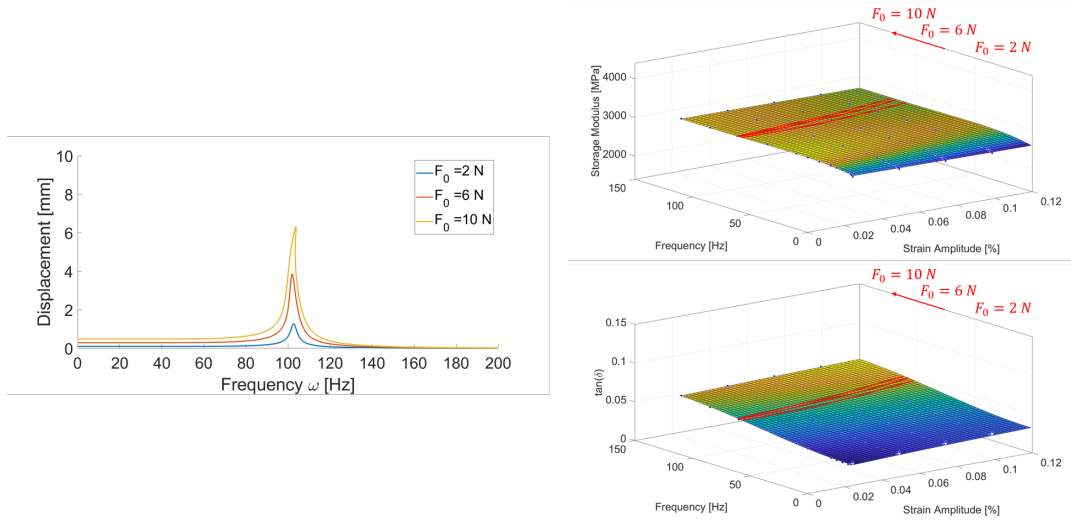 10
8
6
4
2
0
Displacement [mm]
F0 =2 N
F0 =6 N
F0 =10 N
0 20 40 60 80 100 120 140 160 180 200
Frequency ω [Hz]
F0 = 10 N
F0 = 6 N
F0 = 2 N
Storage Modulus [MPa]
4000
3000
2000
150
100
50
0
Frequency [Hz]
0
0.02
0.04
0.06
0.08
0.1
0.12
Strain Amplitude [%]
F0 = 10 N
F0 = 6 N
F0 = 2 N
tan(δ)
0.15
0.1
0.05
0
150
100
50
0
Frequency [Hz]
0
0.02
0.04
0.06
0.08
0.1
0.12
Strain Amplitude [%]